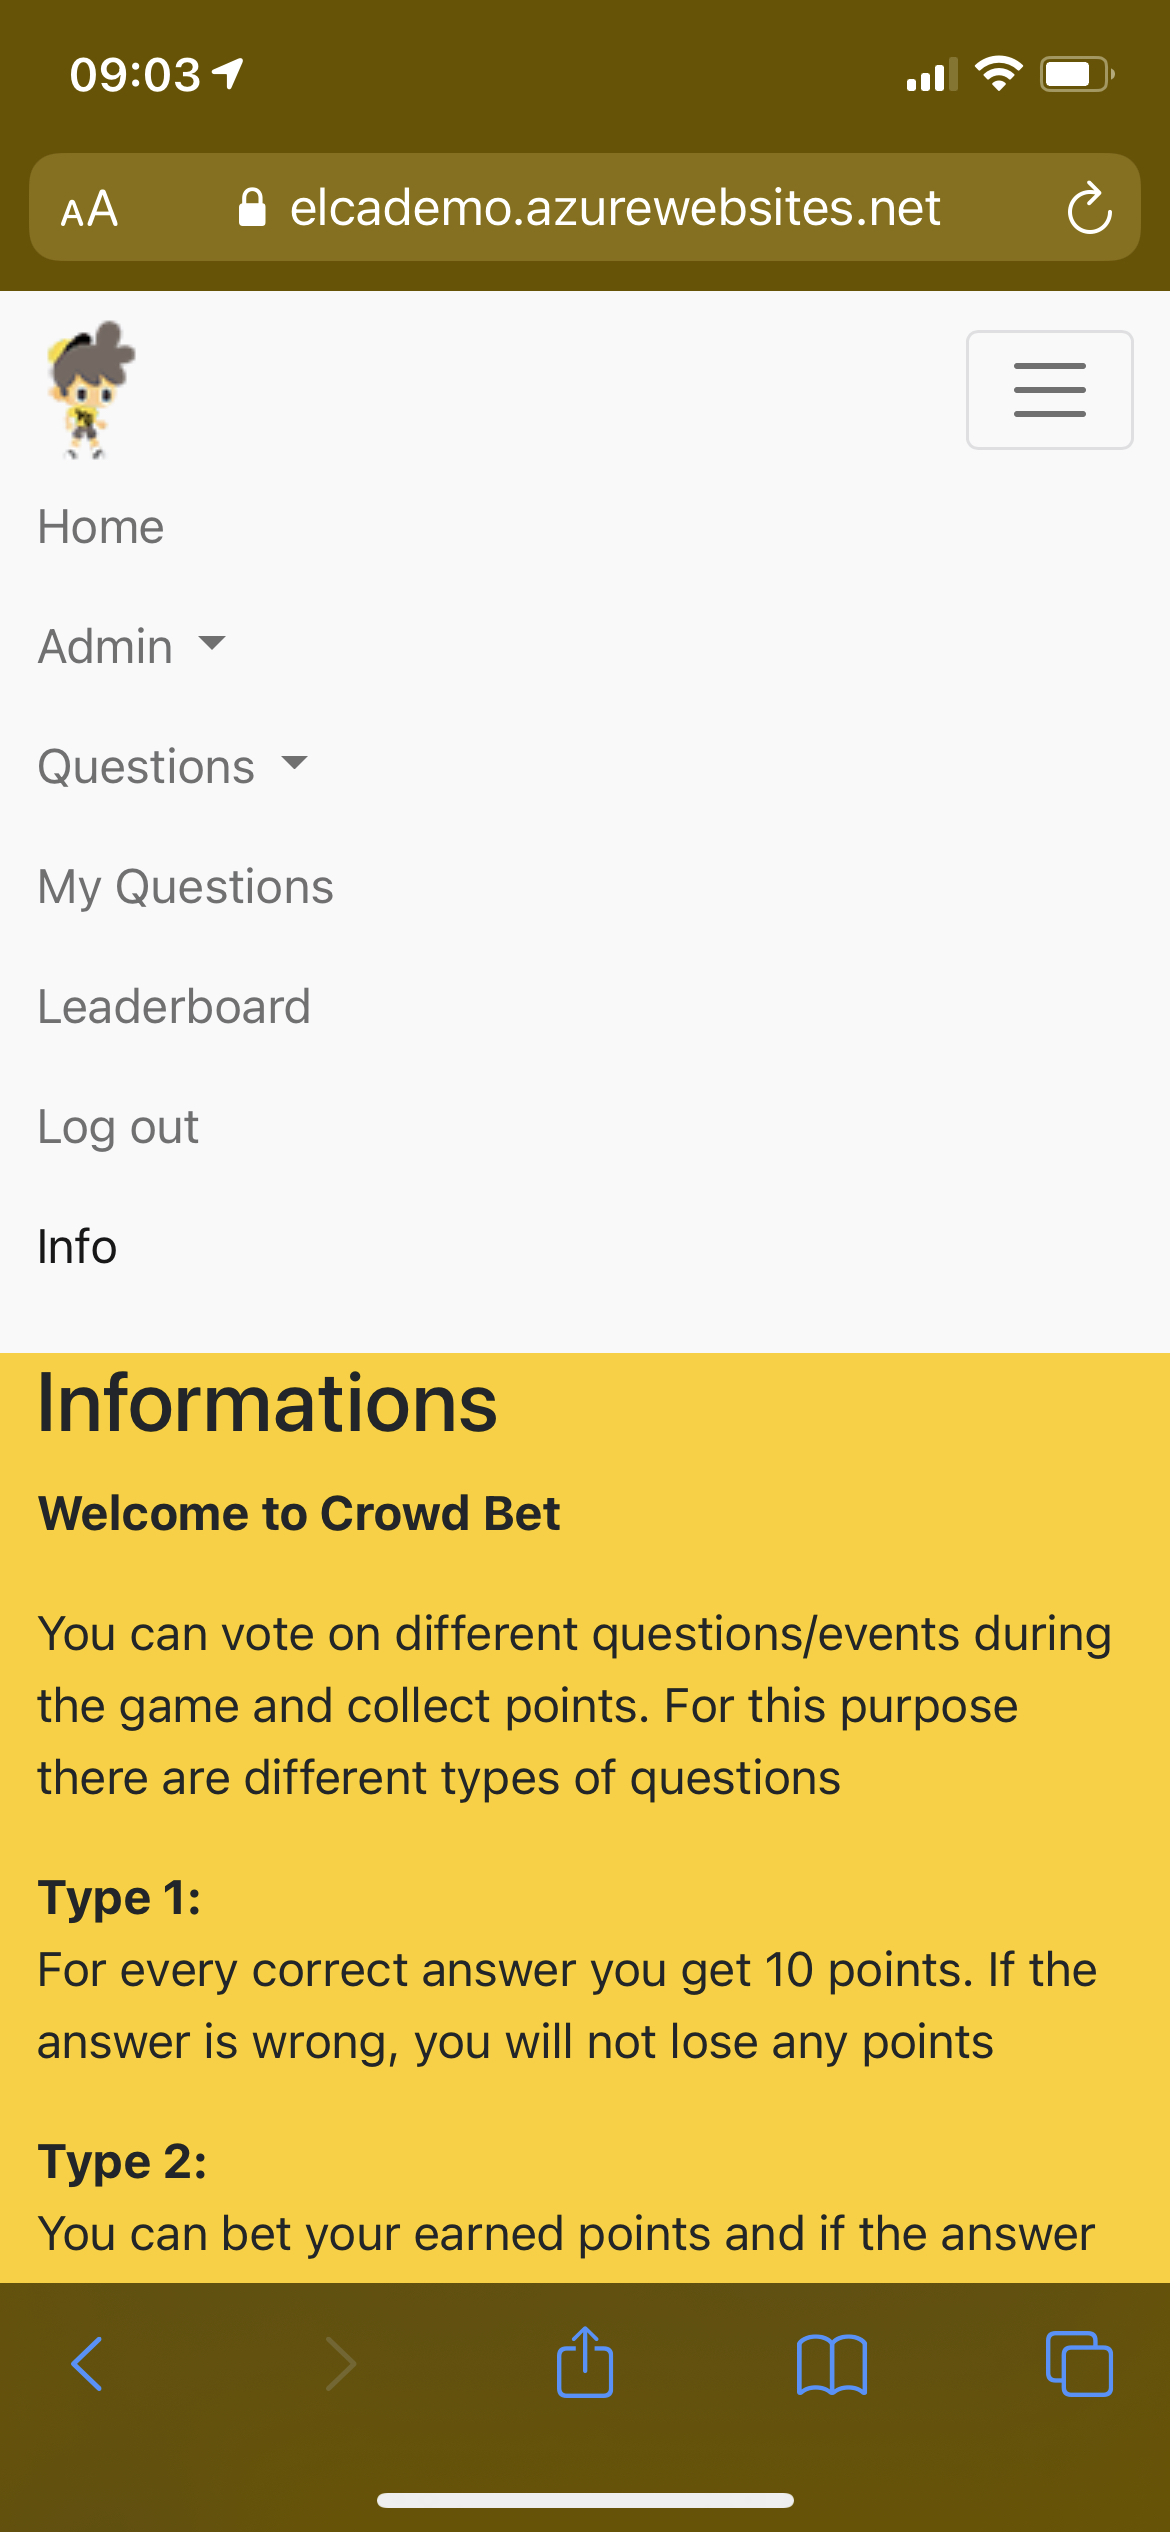 09:03
AA elcademo.azurewebsites.net
Home
Admin
Questions
My Questions
Leaderboard
Log out
Info
Informations
Welcome to Crowd Bet
You can vote on different questions/events during
the game and collect points. For this purpose
there are different types of questions
Type 1:
For every correct answer you get 10 points. If the
answer is wrong, you will not lose any points
Type 2:
You can bet your earned points and if the answer